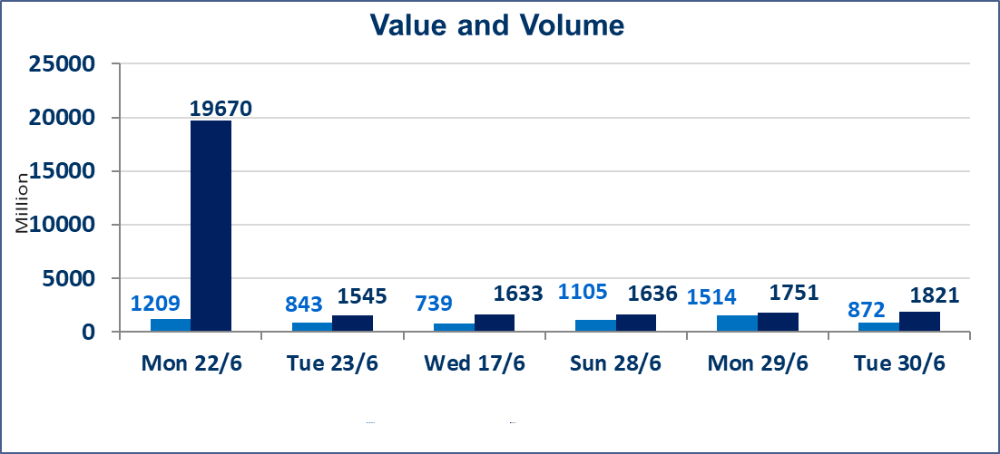 Value and Volume
25000
20000
15000
10000
5000
0
Million
19670
1209
843
1545
739
1633
1105
1636
1514
1751
872
1821
Mon 22/6
Tue 23/6
Wed 17/6
Sun 28/6
Mon 29/6
Tue 30/6